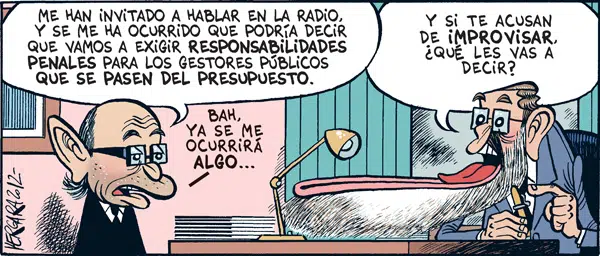 ME HAN INVITADO A HABLAR EN LA RADIO,
Y SE ME HA OCURRIDO QUE PODRÍA DECIR
QUE VAMOS A EXIGIR RESPONSABILIDADES
PENALES PARA LOS GESTORES PÚBLICOS
QUE SE PASEN DEL PRESUPUESTO.
Y SI TE ACUSAN
DE IMPROVISAR,
¿QUÉ LES VAS A
DECIR?
BAH,
YA SE ME
OCURRIRÁ
ALGO...
VERGARA 6/12-